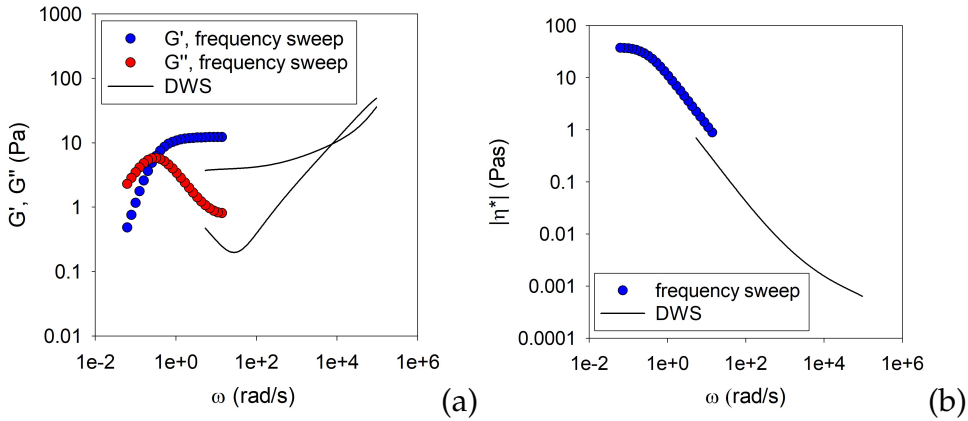 1000
100
10
1
0.1
0.01
G', G'' (Pa)
G', frequency sweep
G'', frequency sweep
DWS
1e-2 1e+0 1e+2 1e+4 1e+6
ω (rad/s)
(a)
100
10
1
0.1
0.01
0.001
0.0001
|η*| (Pas)
frequency sweep
DWS
1e-2 1e+0 1e+2 1e+4 1e+6
ω (rad/s)
(b)